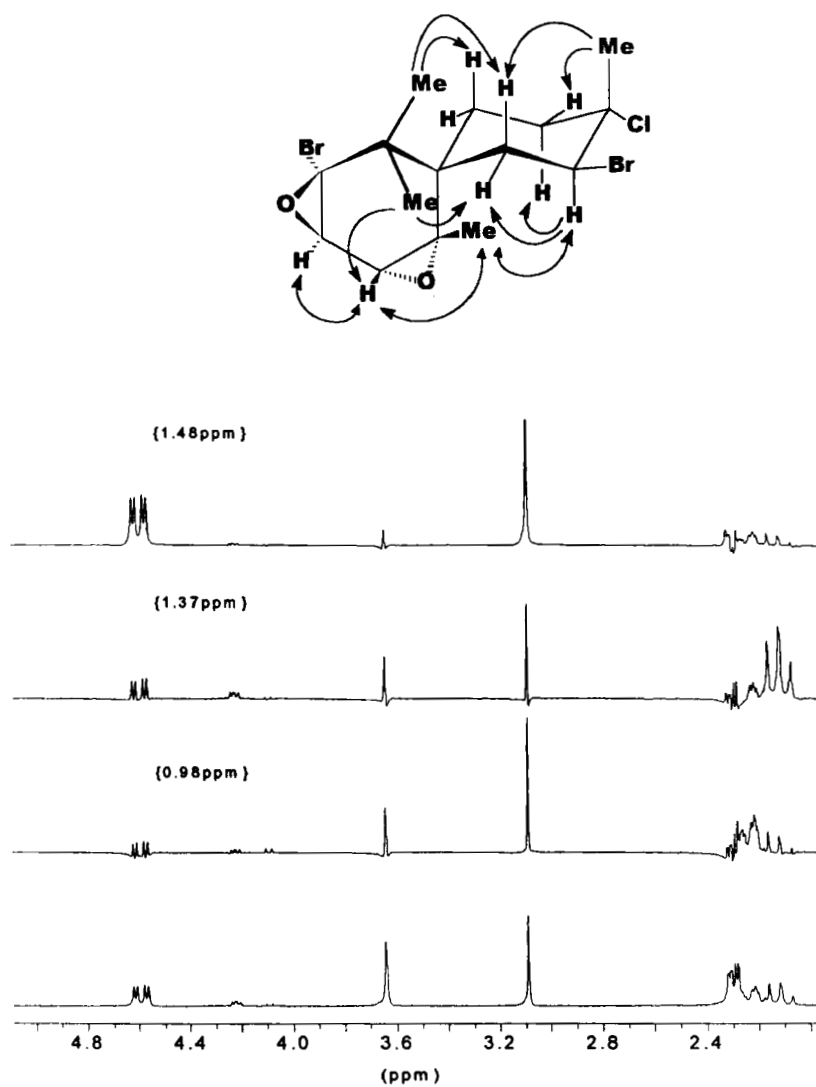 Me
H
Me
H
H
H
Cl
Br
Br
H
Me
O
H
H
H
Me
H
O
H
{1.48ppm}
{1.37ppm}
{0.98ppm}
4.8 4.4 4.0 3.6 3.2 2.8 2.4
(ppm)